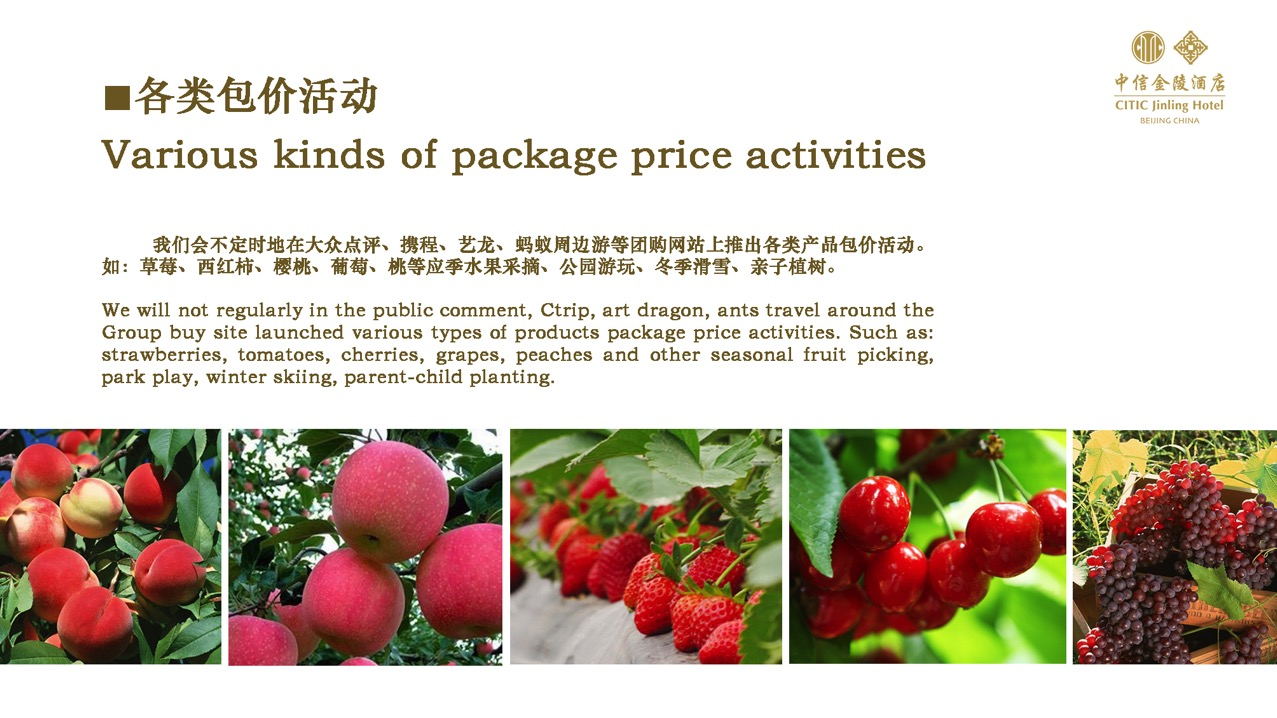 ■各类包价活动
Various kinds of package price activities
中信金陵酒店
CITIC Jinling Hotel
BEIJING CHINA
我们会不定时地在大众点评、携程、艺龙、蚂蚁周边游等团购网站上推出各类产品包价活动。
如：草莓、西红柿、樱桃、葡萄、桃等应季水果采摘、公园游玩、冬季滑雪、亲子植树。
We will not regularly in the public comment, Ctrip, art dragon, ants travel around the
Group buy site launched various types of products package price activities. Such as:
strawberries, tomatoes, cherries, grapes, peaches and other seasonal fruit picking,
park play, winter skiing, parent-child planting.